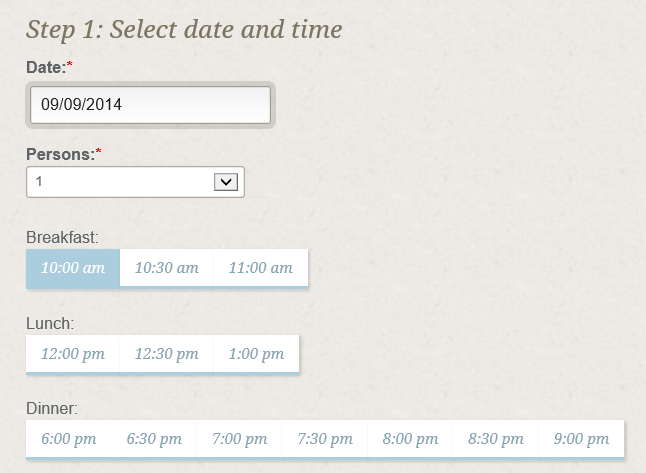 Step 1: Select date and time
Date:*
09/09/2014
Persons:*
1
Breakfast:
10:00 am 10:30 am 11:00 am
Lunch:
12:00 pm 12:30 pm 1:00 pm
Dinner:
6:00 pm 6:30 pm 7:00 pm 7:30 pm 8:00 pm 8:30 pm 9:00 pm